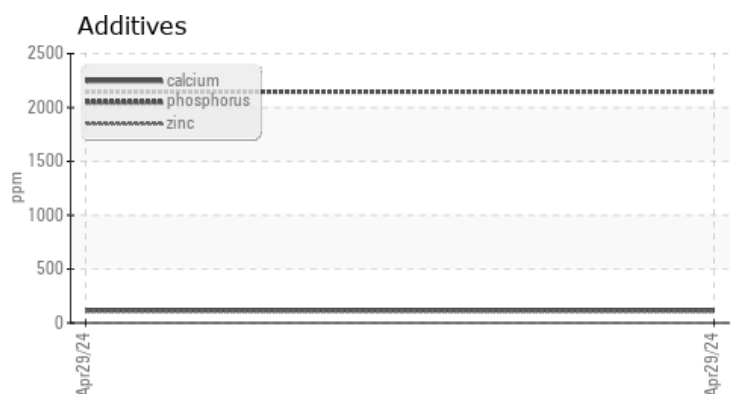 Additives
2500
2000
1500
1000
500
0
ppm
calcium
phosphorus
zinc
Apr29/24
Apr29/24